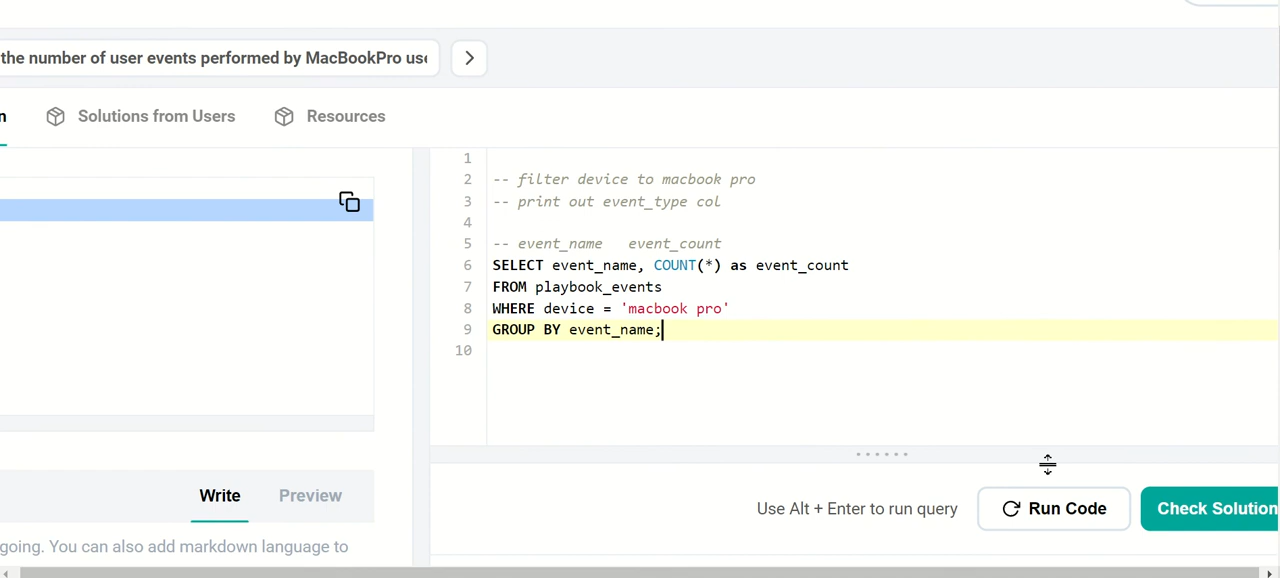 the number of user events performed by MacBookPro us
n
Solutions from Users
Resources
1
2 -- filter device to macbook pro
3 -- print out event_type col
4
5 -- event_name event_count
6 SELECT event_name, COUNT(*) as event_count
7 FROM playbook_events
8 WHERE device = 'macbook pro'
9 GROUP BY event_name;
10
Write
Preview
Use Alt + Enter to run query
Run Code
Check Solution
going. You can also add markdown language to